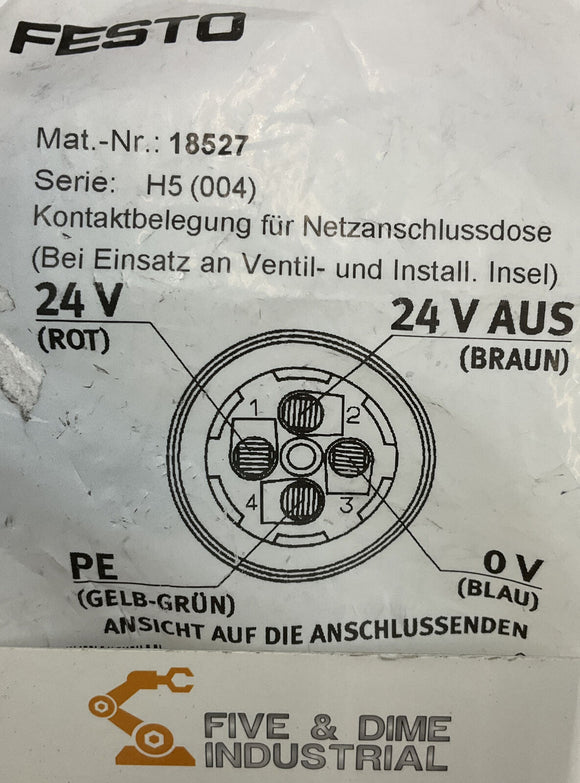 FESTO
Mat.-Nr.: 18527
Serie: H5 (004)
Kontaktbelegung für Netzanschlussdose
(Bei Einsatz an Ventil- und Install. Insel)
24 V
(ROT)
24 V AUS
(BRAUN)
1
2
4
3
PE
(GELB-GRÜN)
0 V
(BLAU)
ANSICHT AUF DIE ANSCHLUSSENDEN
FIVE & DIME
INDUSTRIAL